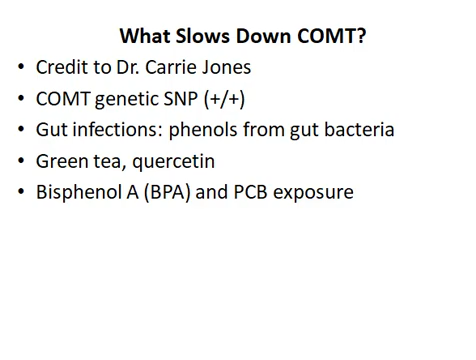 What Slows Down COMT?
• Credit to Dr. Carrie Jones
• COMT genetic SNP (+/+)
• Gut infections: phenols from gut bacteria
• Green tea, quercetin
• Bisphenol A (BPA) and PCB exposure